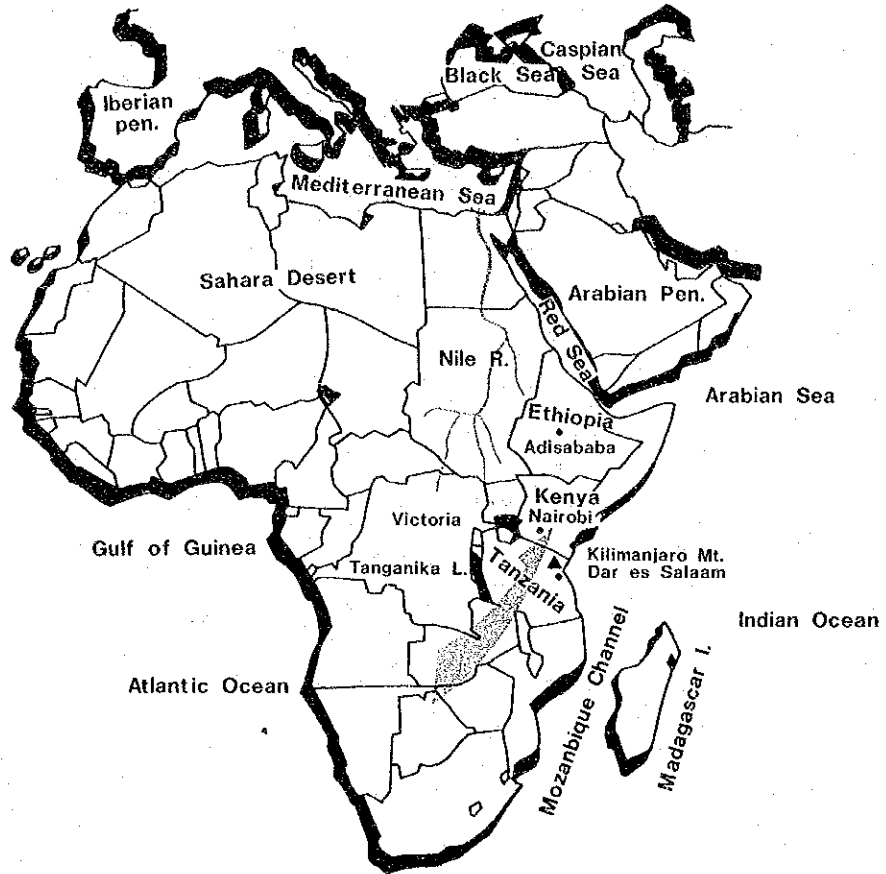 Caspian
Sea
Black Sea
Iberian
pen.
Mediterranean Sea
Sahara Desert
Arabian Pen.
Red Sea
Nile R.
Arabian Sea
Ethiopia
Adisababa
Kenya
Nairobi
Victoria
Gulf of Guinea
Tanganika L.
Tanzania
Kilimanjaro Mt.
Dar es Salaam
Indian Ocean
Atlantic Ocean
Mozanbique Channel
Madagascar I.